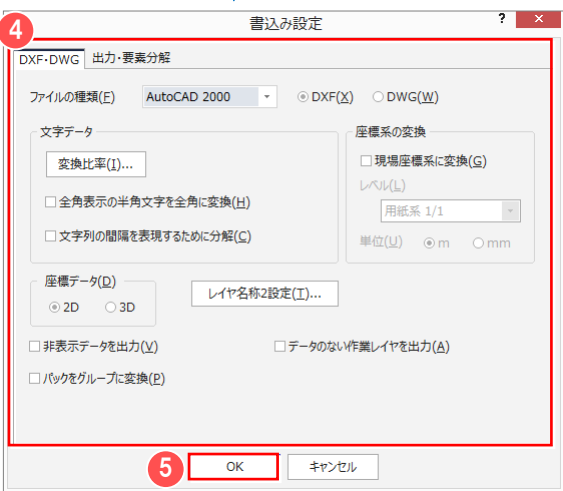 4
書込み設定
? ×
DXF・DWG 出力・要素分解
ファイルの種類(F) AutoCAD 2000 DXF(X) DWG(W)
文字データ
変換比率(I)...
全角表示の半角文字を全角に変換(H)
文字列の間隔を表現するために分解(C)
座標系の変換
現場座標系に変換(G)
レベル(L)
用紙系 1/1
単位(U) m mm
座標データ(D)
2D 3D
レイヤ名称2設定(T)...
非表示データを出力(V) データのない作業レイヤを出力(A)
パックをグループに変換(P)
5 OK キャンセル